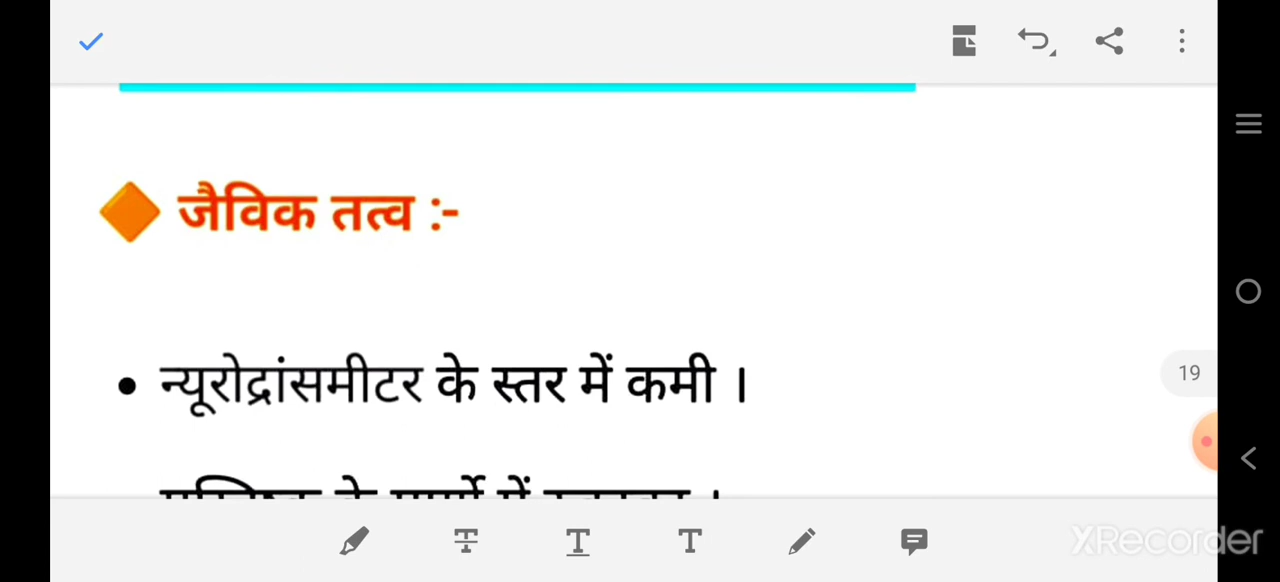 जैविक तत्व :-
• न्यूरोद्रांसमीटर के स्तर में कमी ।
19
के में ।
XRecorder